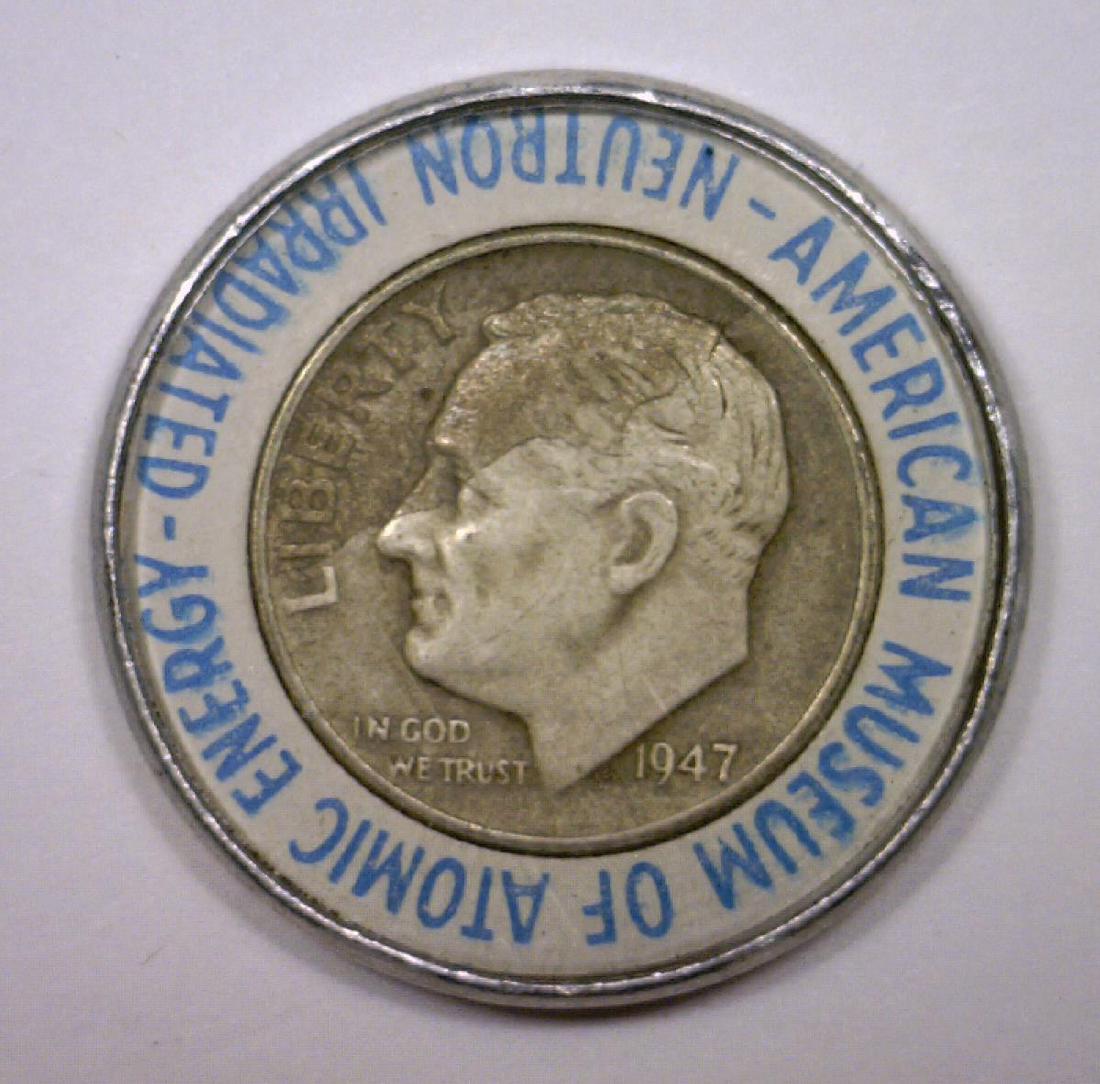 AMERICAN MUSEUM OF ATOMIC ENERGY - NEUTRON IRRADIATED -
LIBERTY
IN GOD
WE TRUST
1947